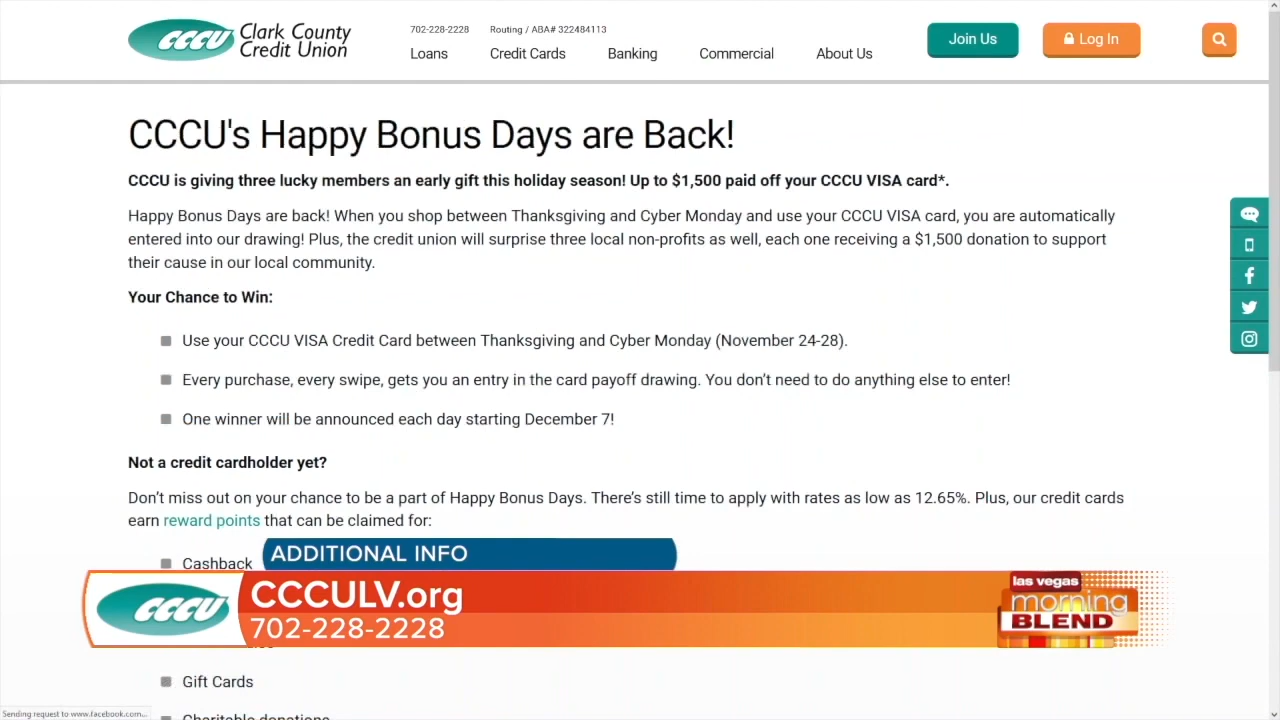 cccu Clark County
Credit Union
702-228-2228 Routing / ABA# 322484113
Loans Credit Cards Banking Commercial About Us
Join Us
Log In
CCCU's Happy Bonus Days are Back!
CCCU is giving three lucky members an early gift this holiday season! Up to $1,500 paid off your CCCU VISA card*.
Happy Bonus Days are back! When you shop between Thanksgiving and Cyber Monday and use your CCCU VISA card, you are automatically
entered into our drawing! Plus, the credit union will surprise three local non-profits as well, each one receiving a $1,500 donation to support
their cause in our local community.
Your Chance to Win:
Use your CCCU VISA Credit Card between Thanksgiving and Cyber Monday (November 24-28).
Every purchase, every swipe, gets you an entry in the card payoff drawing. You don’t need to do anything else to enter!
One winner will be announced each day starting December 7!
Not a credit cardholder yet?
Don’t miss out on your chance to be a part of Happy Bonus Days. There’s still time to apply with rates as low as 12.65%. Plus, our credit cards
earn reward points that can be claimed for:
Cashback
ADDITIONAL INFO
cccu
CCCULV.org
702-228-2228
las vegas
morning
BLEND
Gift Cards
Charitable donations
Sending request to www.facebook.com...